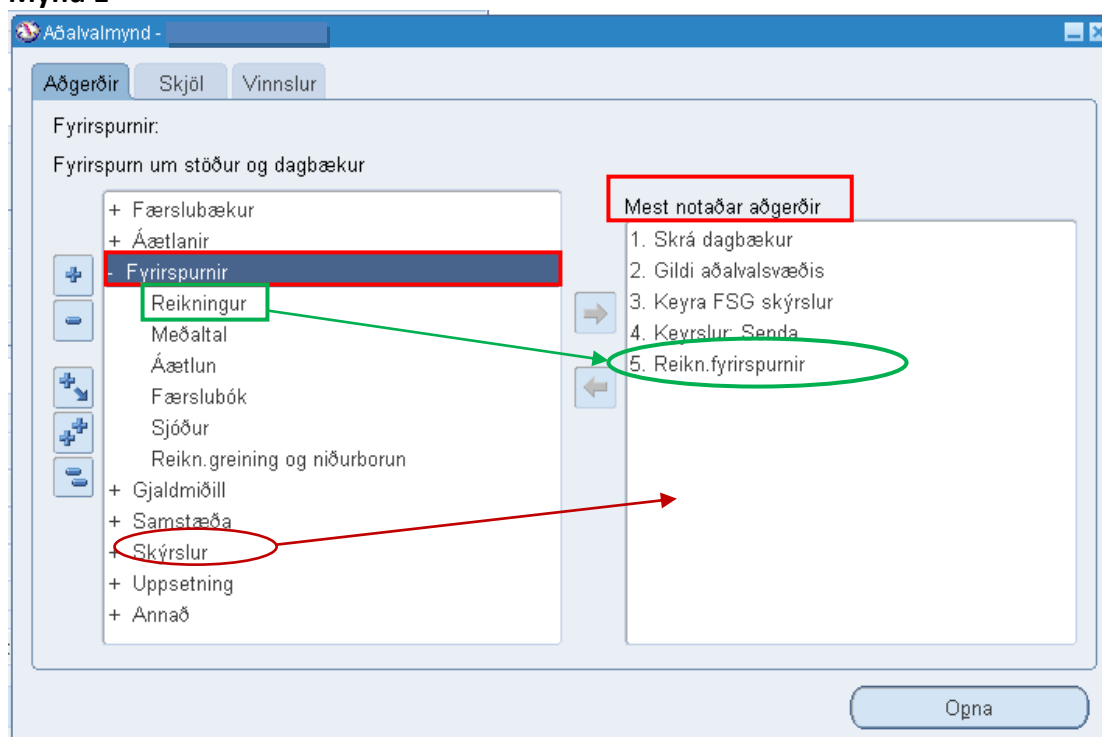 Aðalvalmynd -
Aðgerðir Skjöl Vinnslur
Fyrirspurnir:
Fyrirspurn um stöður og dagbækur
+ Færslubækur
+ Áætlanir
- Fyrirspurnir
Reikningur
Meðaltal
Áætlun
Færslubók
Sjóður
Reikn.greining og niðurborun
+ Gjaldmiðill
+ Samstæða
+ Skýrslur
+ Uppsetning
+ Annað
Mest notaðar aðgerðir
1. Skrá dagbækur
2. Gildi aðalvalsvæðis
3. Keyra FSG skýrslur
4. Keyrslur: Senda
5. Reikn.fyrirspurnir
Opna